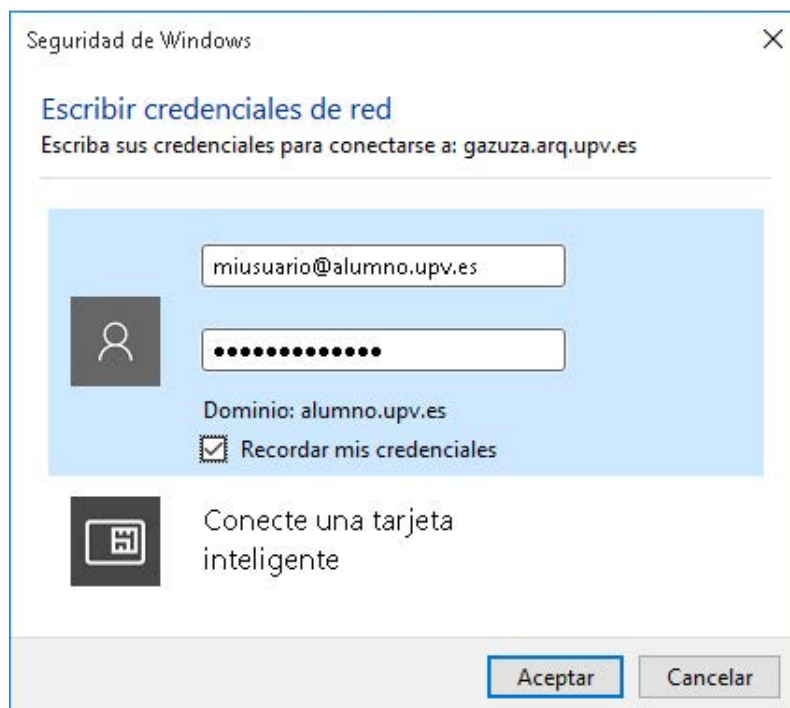 Seguridad de Windows
Escribir credenciales de red
Escriba sus credenciales para conectarse a: gazuza.arq.upv.es
miusuario@alumno.upv.es
•••••••••••••
Dominio: alumno.upv.es
Recordar mis credenciales
Conecte una tarjeta
inteligente
Aceptar
Cancelar